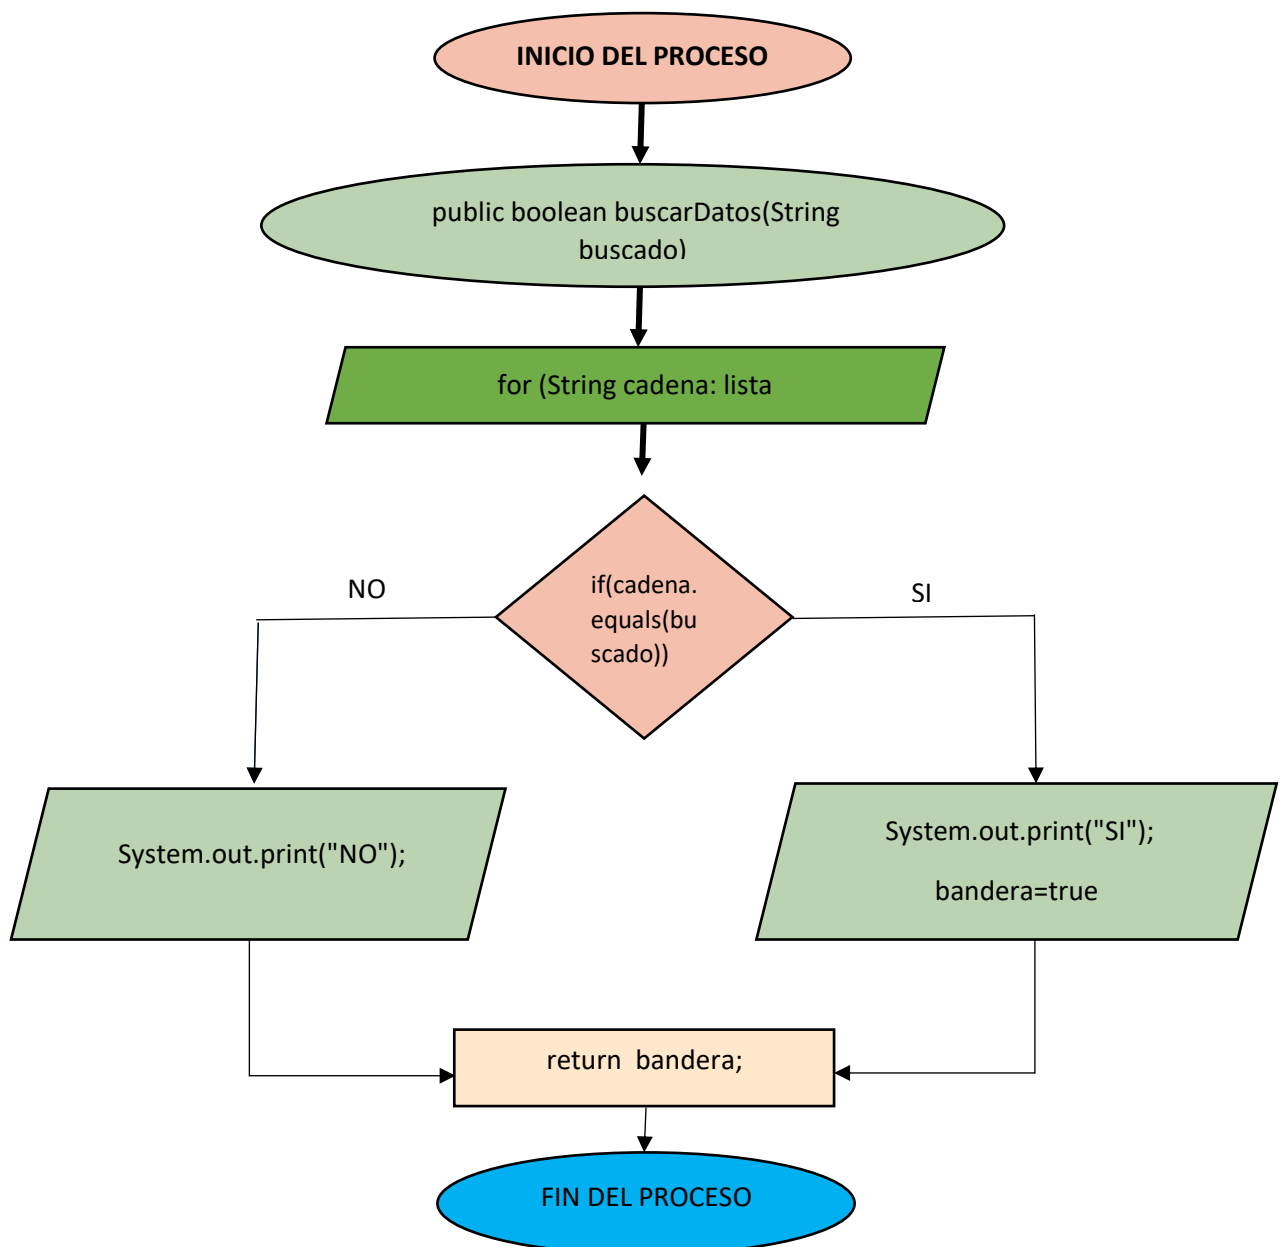 INICIO DEL PROCESO
public boolean buscarDatos(String
buscado)
for (String cadena: lista
if(cadena.
equals(bu
scado))
NO
SI
System.out.print("NO");
System.out.print("SI");
bandera=true
return  bandera;
FIN DEL PROCESO